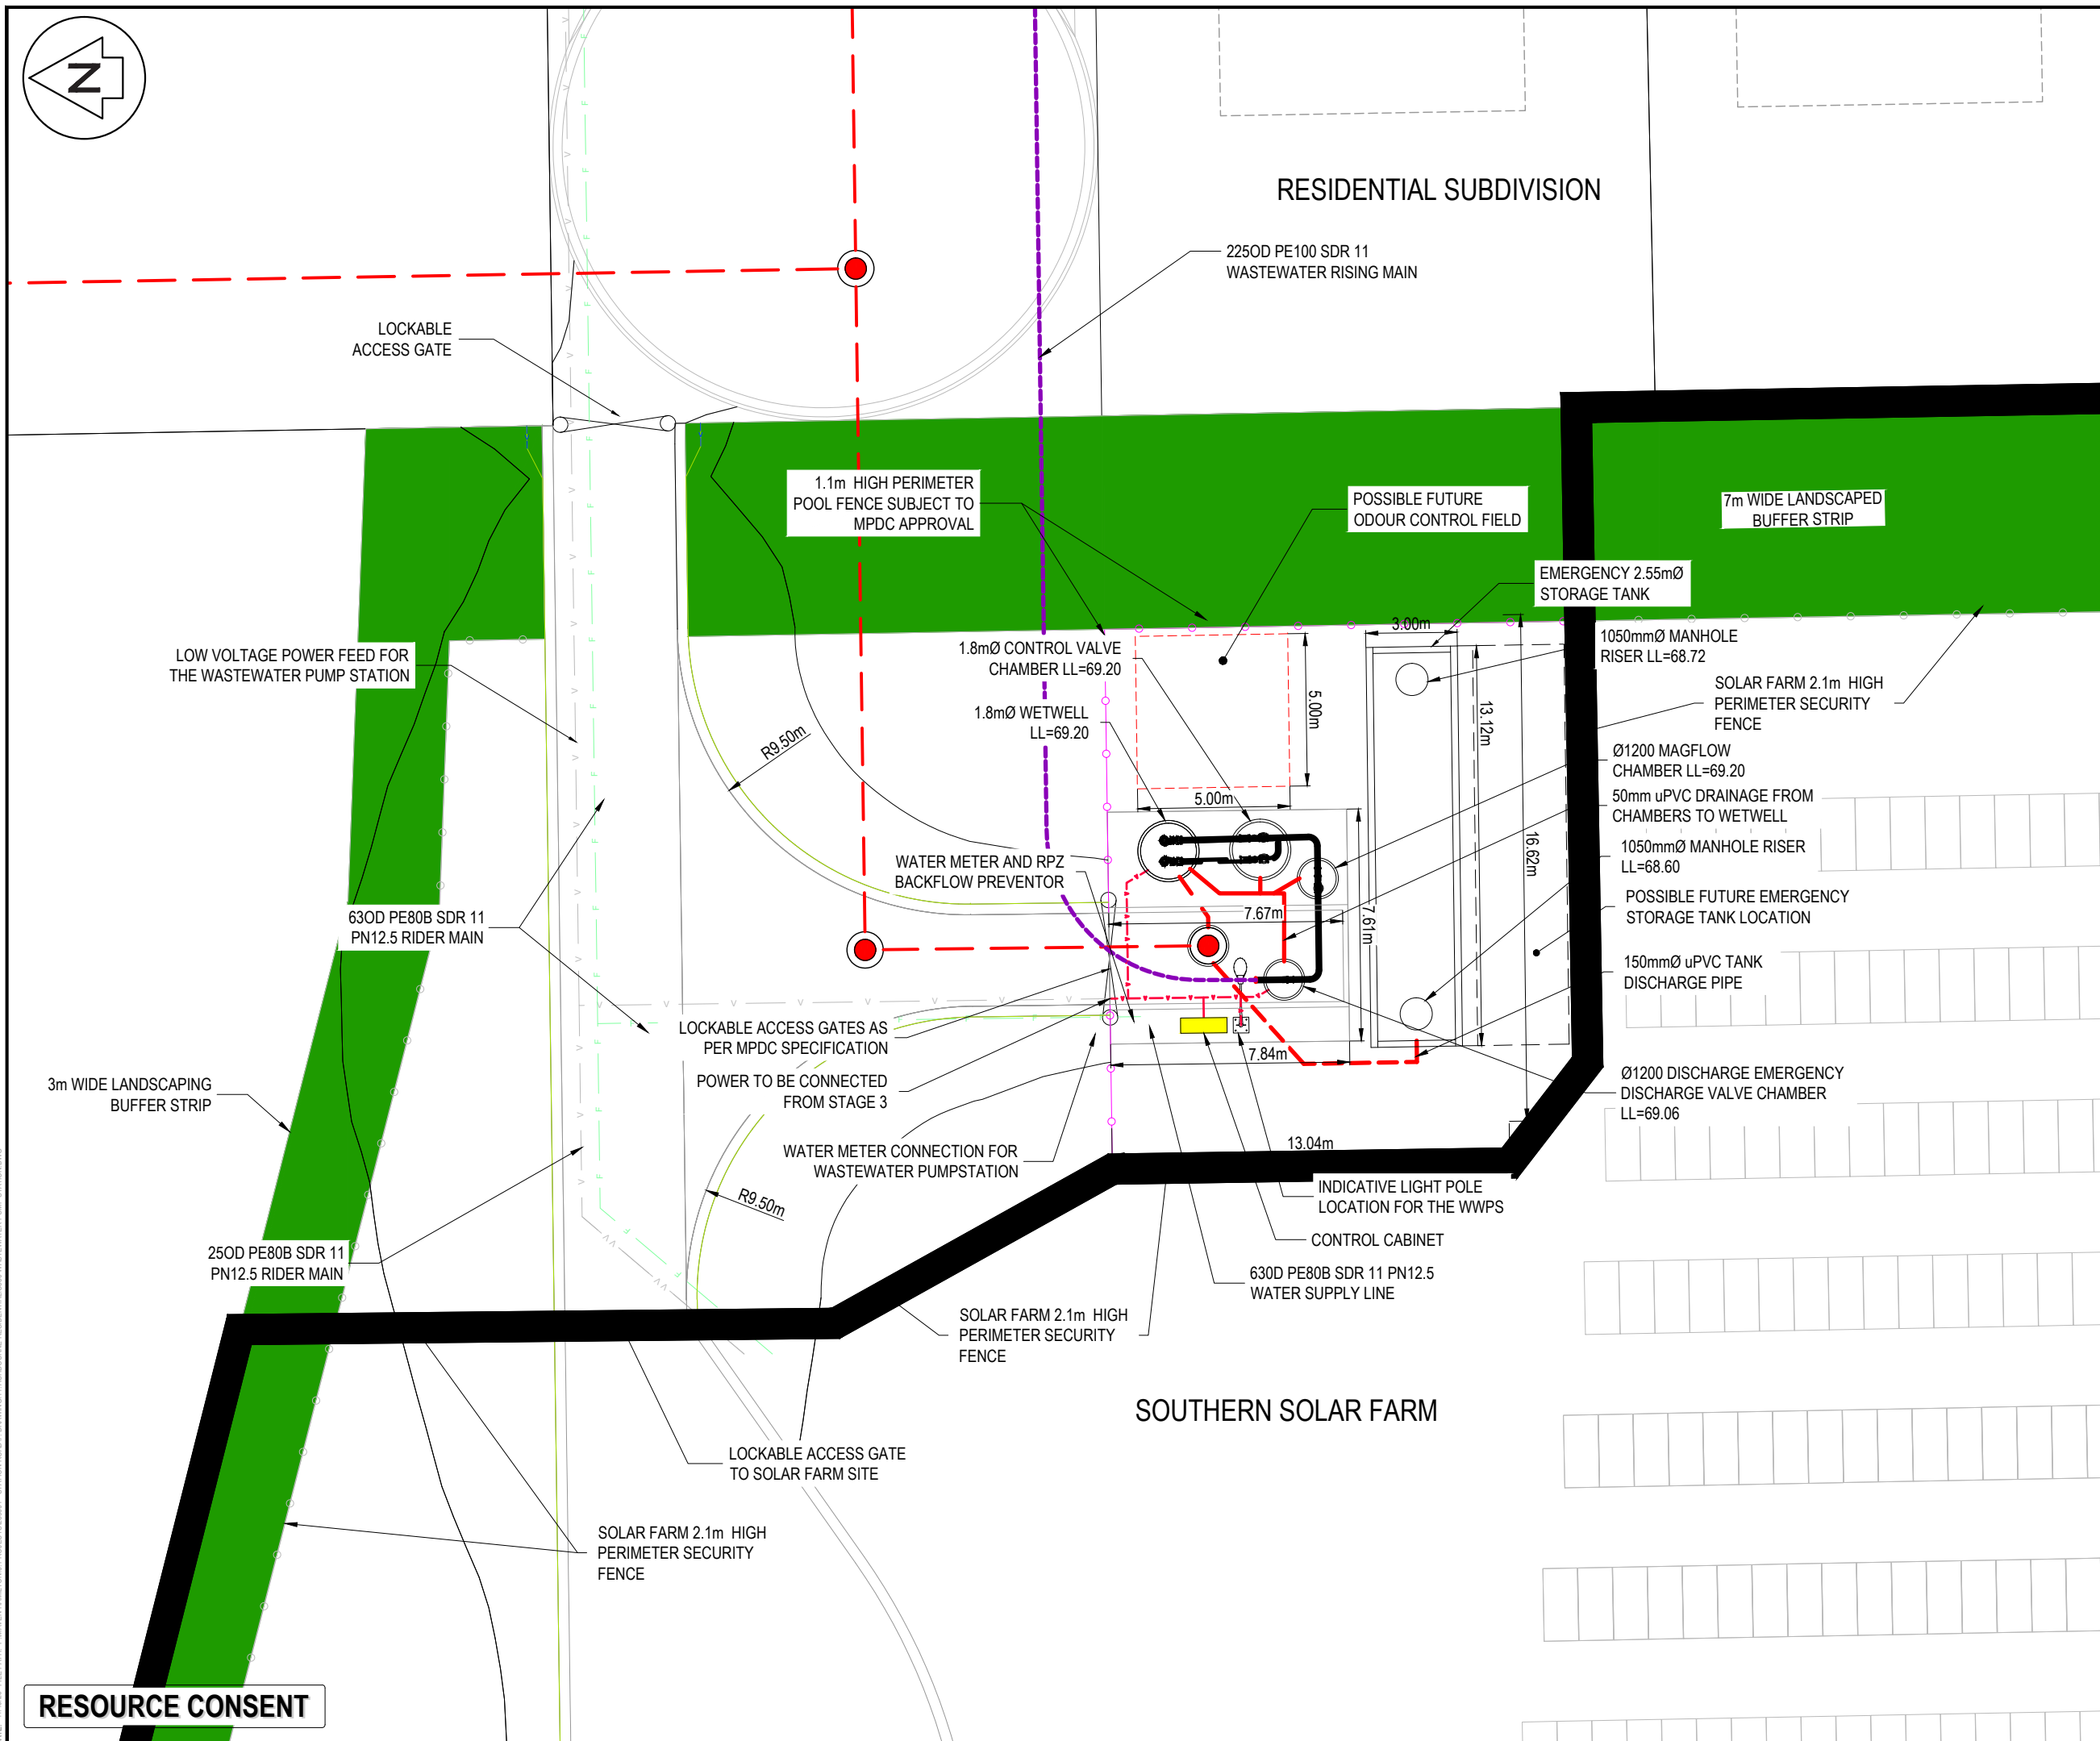 N
RESIDENTIAL SUBDIVISION
225OD PE100 SDR 11
WASTEWATER RISING MAIN
LOCKABLE
ACCESS GATE
1.1m HIGH PERIMETER
POOL FENCE SUBJECT TO
MPDC APPROVAL
POSSIBLE FUTURE
ODOUR CONTROL FIELD
7m WIDE LANDSCAPED
BUFFER STRIP
EMERGENCY 2.55mØ
STORAGE TANK
3.00m
1050mmØ MANHOLE
RISER LL=68.72
LOW VOLTAGE POWER FEED FOR
THE WASTEWATER PUMP STATION
1.8mØ CONTROL VALVE
CHAMBER LL=69.20
1.8mØ WETWELL
LL=69.20
5.00m
13.12m
SOLAR FARM 2.1m HIGH
PERIMETER SECURITY
FENCE
R9.50m
Ø1200 MAGFLOW
CHAMBER LL=69.20
5.00m
50mm uPVC DRAINAGE FROM
CHAMBERS TO WETWELL
16.62m
1050mmØ MANHOLE RISER
LL=68.60
WATER METER AND RPZ
BACKFLOW PREVENTOR
POSSIBLE FUTURE EMERGENCY
STORAGE TANK LOCATION
63OD PE80B SDR 11
PN12.5 RIDER MAIN
7.67m
7.61m
150mmØ uPVC TANK
DISCHARGE PIPE
LOCKABLE ACCESS GATES AS
PER MPDC SPECIFICATION
7.84m
POWER TO BE CONNECTED
FROM STAGE 3
Ø1200 DISCHARGE EMERGENCY
DISCHARGE VALVE CHAMBER
LL=69.06
3m WIDE LANDSCAPING
BUFFER STRIP
13.04m
WATER METER CONNECTION FOR
WASTEWATER PUMPSTATION
R9.50m
INDICATIVE LIGHT POLE
LOCATION FOR THE WWPS
CONTROL CABINET
25OD PE80B SDR 11
PN12.5 RIDER MAIN
630D PE80B SDR 11 PN12.5
WATER SUPPLY LINE
SOLAR FARM 2.1m HIGH
PERIMETER SECURITY
FENCE
SOUTHERN SOLAR FARM
LOCKABLE ACCESS GATE
TO SOLAR FARM SITE
SOLAR FARM 2.1m HIGH
PERIMETER SECURITY
FENCE
RESOURCE CONSENT